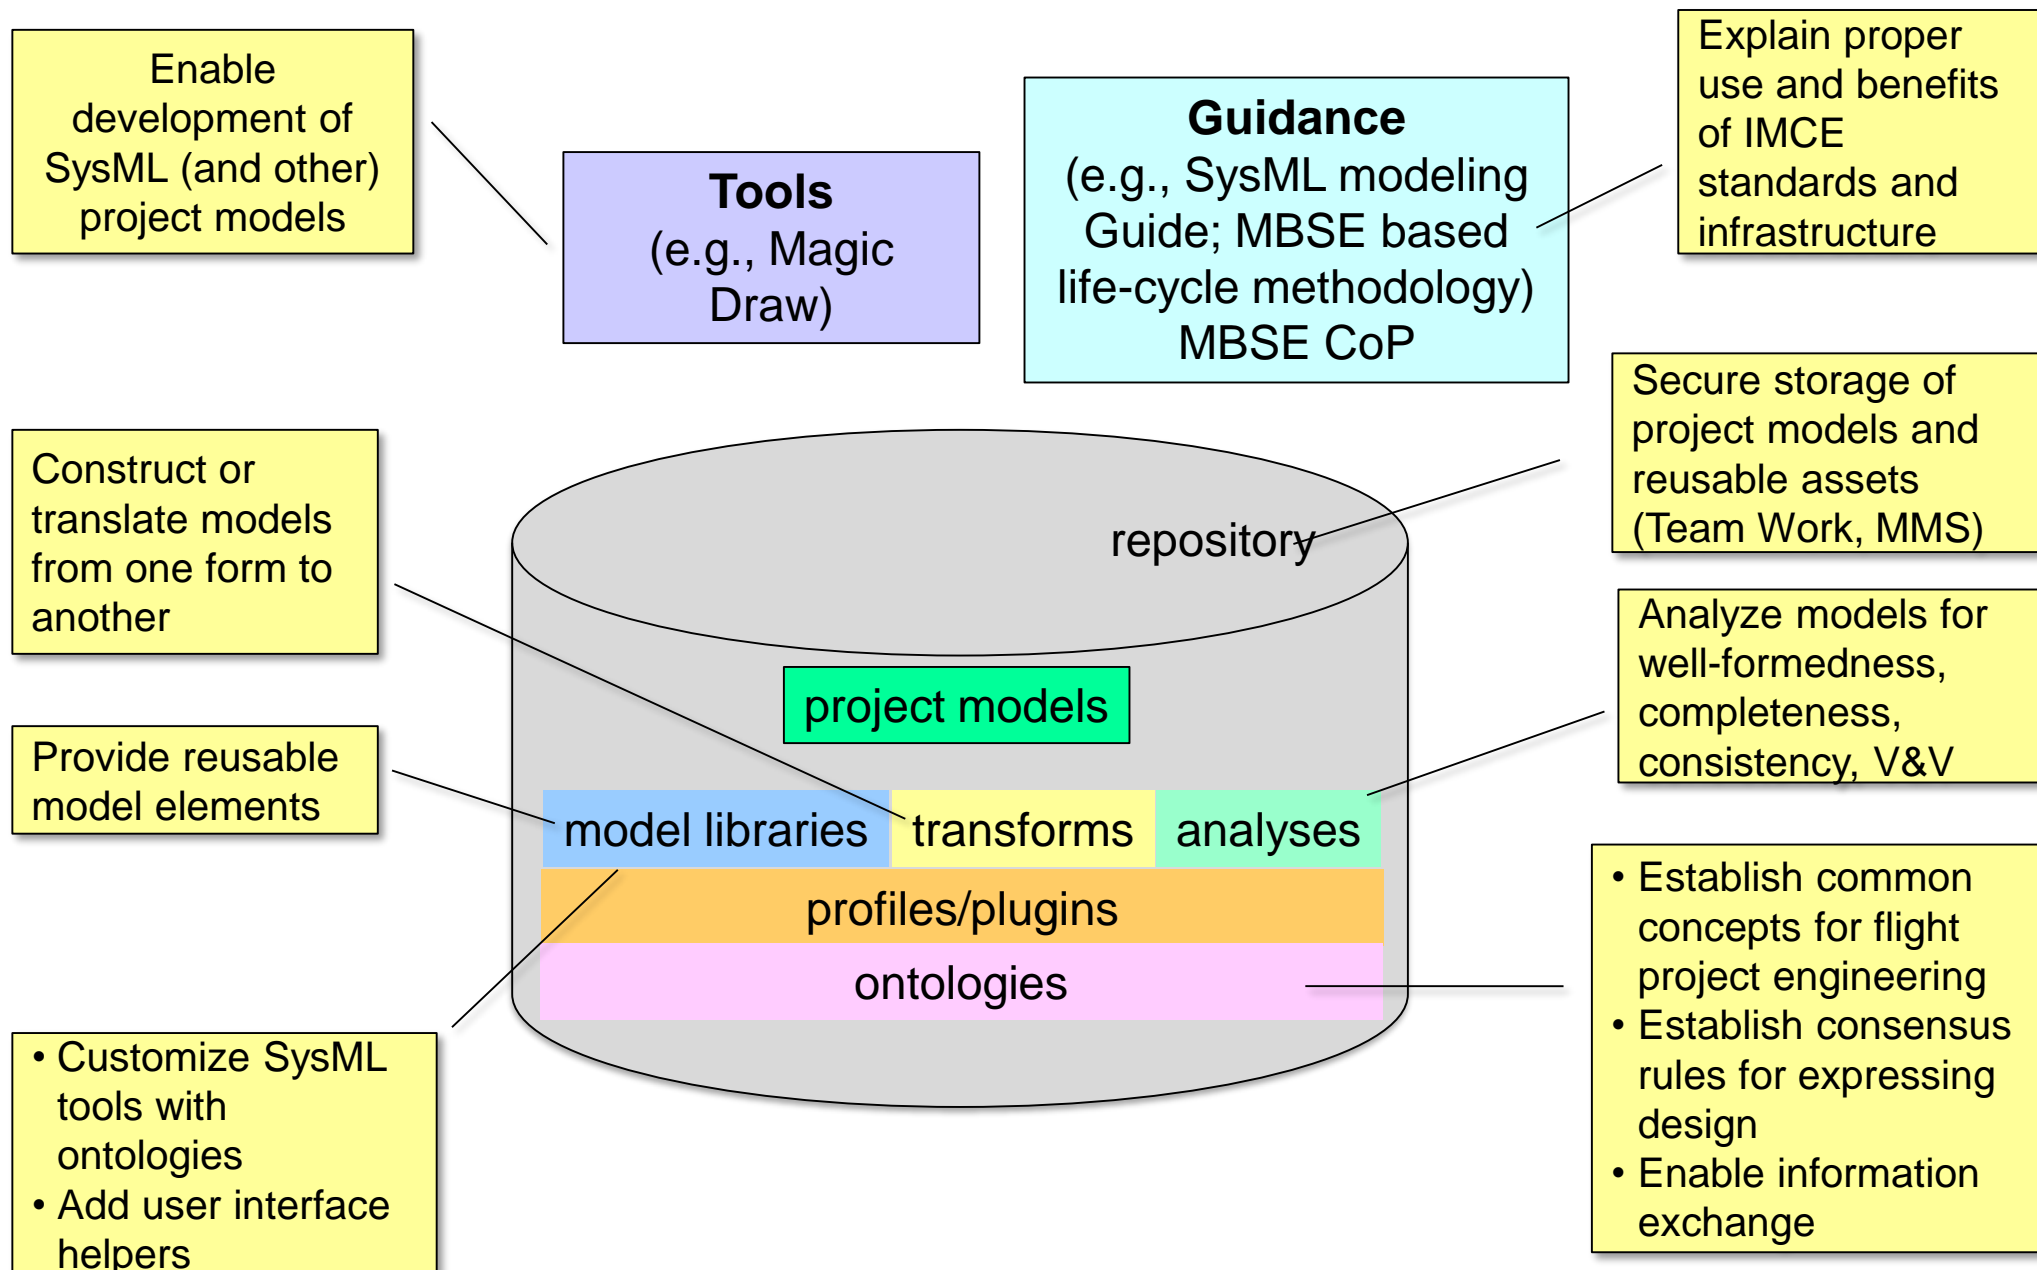 Enable
development of
SysML (and other)
project models
Tools
(e.g., Magic
Draw)
Guidance
(e.g., SysML modeling
Guide; MBSE based
life-cycle methodology)
MBSE CoP
Explain proper
use and benefits
of IMCE
standards and
infrastructure
Construct or
translate models
from one form to
another
repository
Secure storage of
project models and
reusable assets
(Team Work, MMS)
project models
Analyze models for
well-formedness,
completeness,
consistency, V&V
Provide reusable
model elements
model libraries
transforms
analyses
profiles/plugins
ontologies
• Customize SysML
tools with
ontologies
• Add user interface
helpers
• Establish common
concepts for flight
project engineering
• Establish consensus
rules for expressing
design
• Enable information
exchange